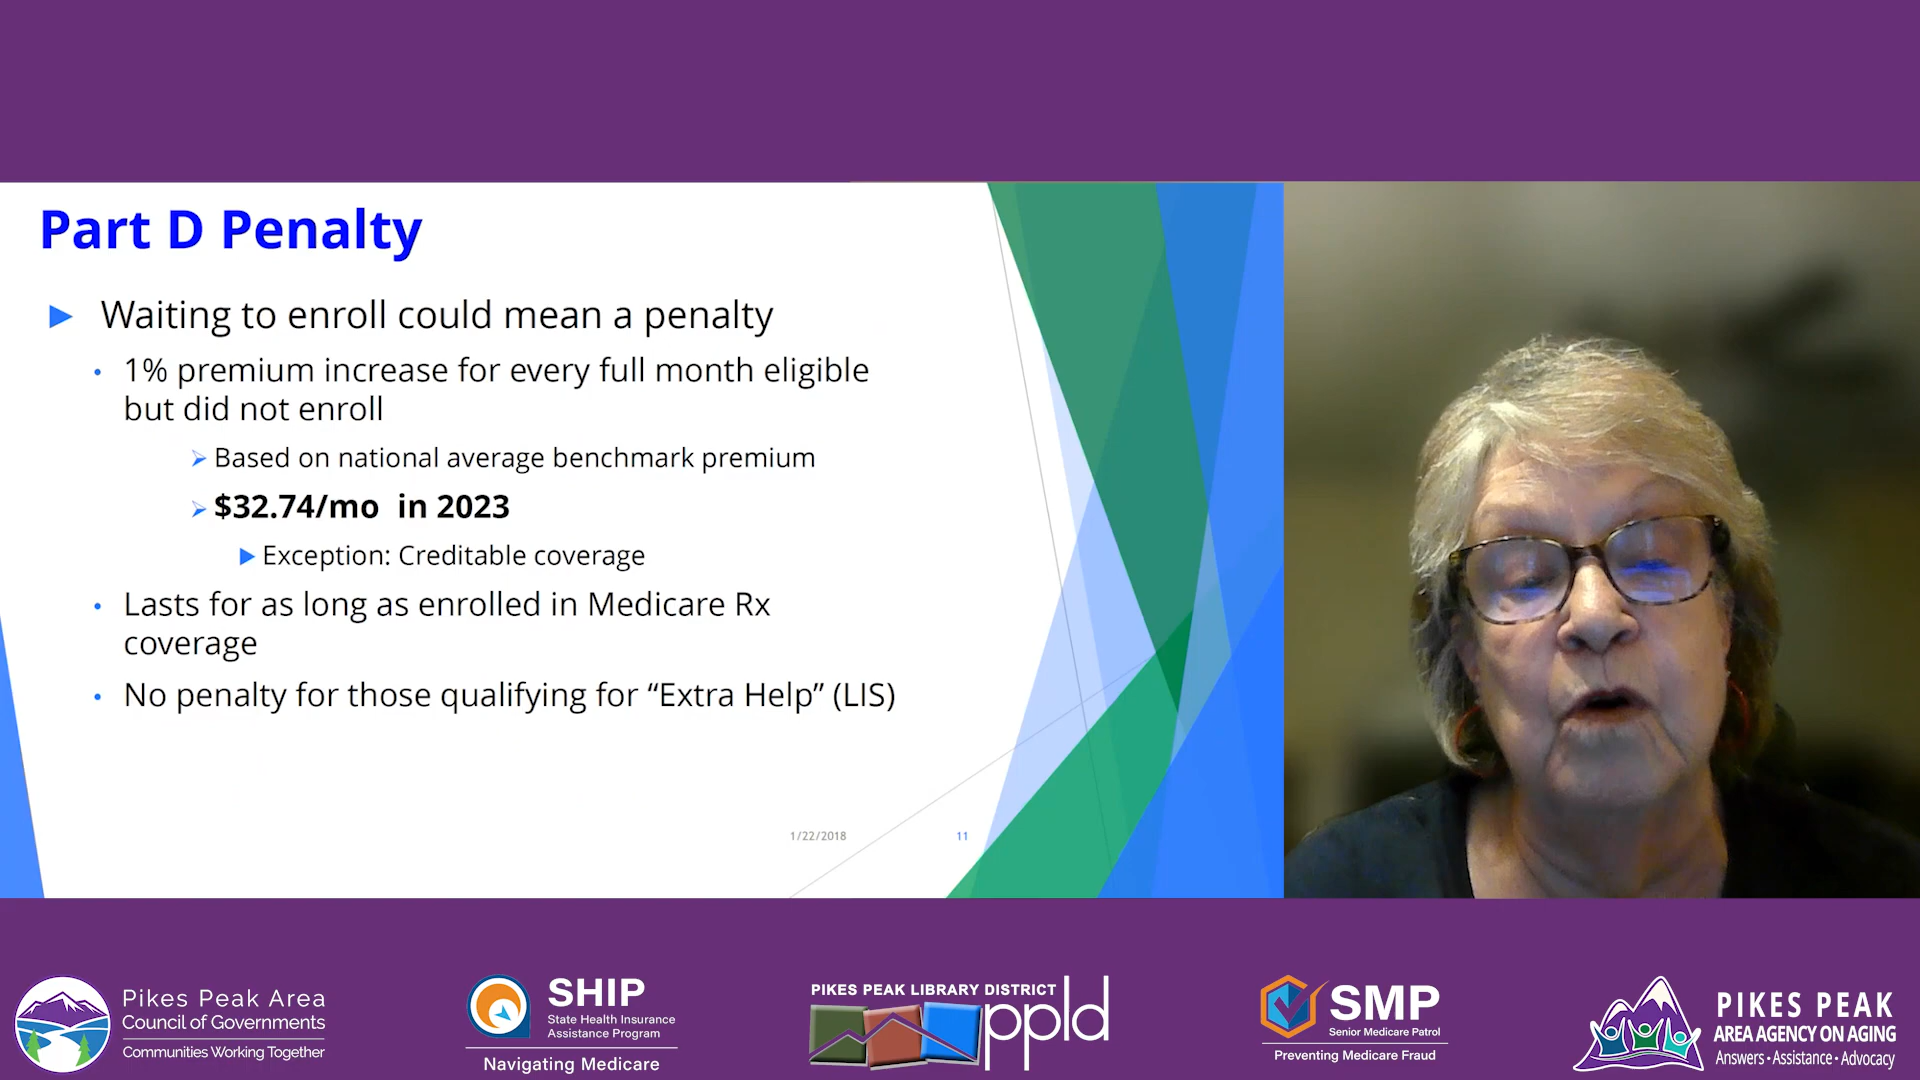 Part D Penalty
Waiting to enroll could mean a penalty
1% premium increase for every full month eligible
but did not enroll
Based on national average benchmark premium
$32.74/mo in 2023
Exception: Creditable coverage
Lasts for as long as enrolled in Medicare Rx
coverage
No penalty for those qualifying for “Extra Help” (LIS)
1/22/2018
11
Pikes Peak Area
Council of Governments
Communities Working Together
SHIP
State Health Insurance
Assistance Program
Navigating Medicare
PIKES PEAK LIBRARY DISTRICT
ppld
SMP
Senior Medicare Patrol
Preventing Medicare Fraud
PIKES PEAK
AREA AGENCY ON AGING
Answers • Assistance • Advocacy